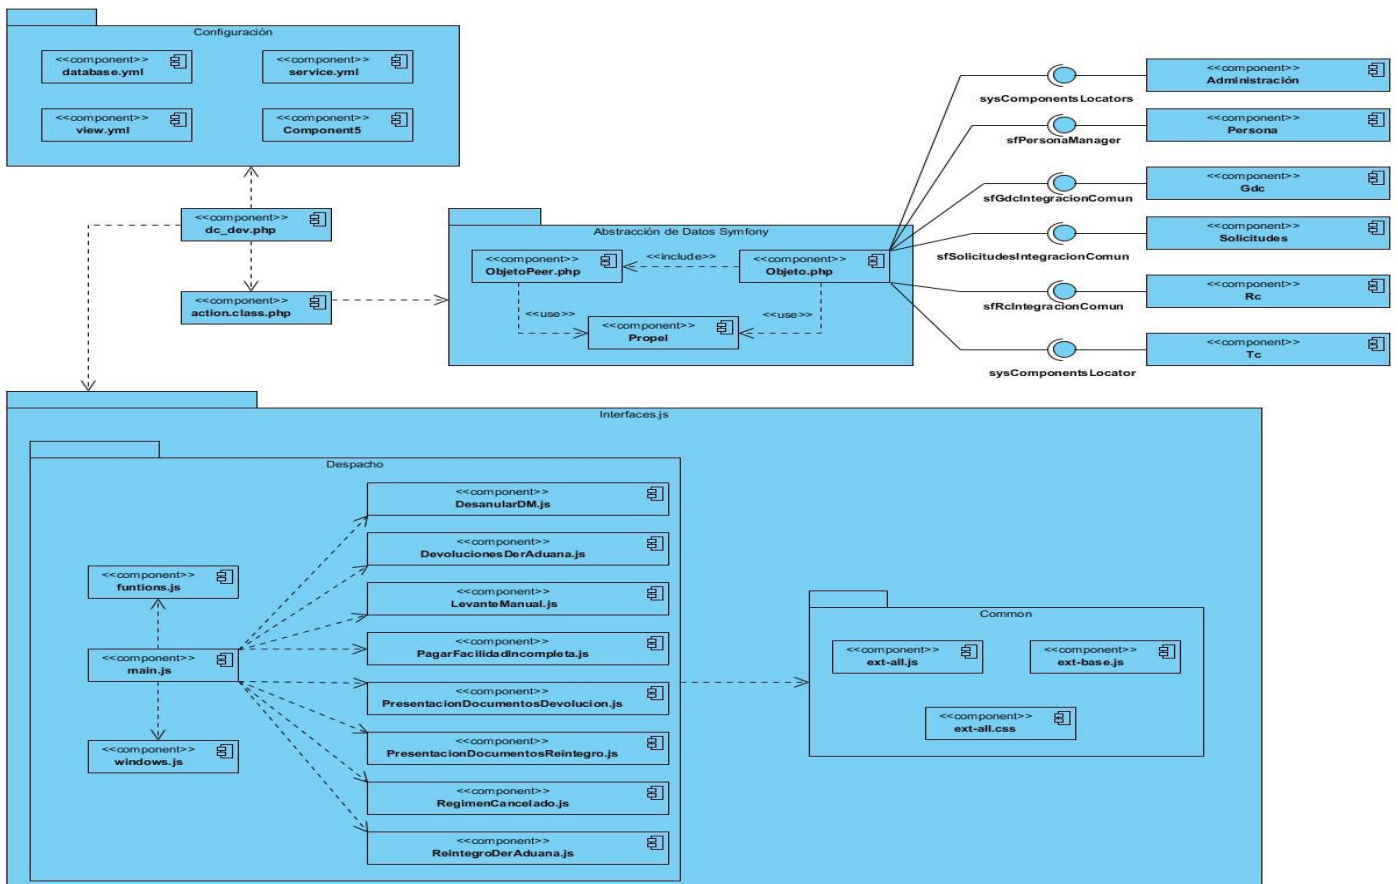 Configuración
<<component>>
database.yml
<<component>>
service.yml
<<component>>
view.yml
<<component>>
Component5
<<component>>
dc_dev.php
<<component>>
action.class.php
Abstracción de Datos Symfony
<<component>>
ObjetoPeer.php
<<include>>
<<component>>
Objeto.php
<<use>>
<<component>>
Propel
<<use>>
sysComponentsLocators
<<component>>
Administración
sfPersonaManager
<<component>>
Persona
sfGdcIntegracionComun
<<component>>
Gdc
sfSolicitudesIntegracionComun
<<component>>
Solicitudes
sfRcIntegracionComun
<<component>>
Rc
sysComponentsLocator
<<component>>
Tc
Interfaces.js
Despacho
<<component>>
funtions.js
<<component>>
main.js
<<component>>
windows.js
<<component>>
DesanularDM.js
<<component>>
DevolucionesDerAduana.js
<<component>>
LevanteManual.js
<<component>>
PagarFacilidadIncompleta.js
<<component>>
PresentacionDocumentosDevolucion.js
<<component>>
PresentacionDocumentosReintegro.js
<<component>>
RegimenCancelado.js
<<component>>
ReintegroDerAduana.js
Common
<<component>>
ext-all.js
<<component>>
ext-base.js
<<component>>
ext-all.css